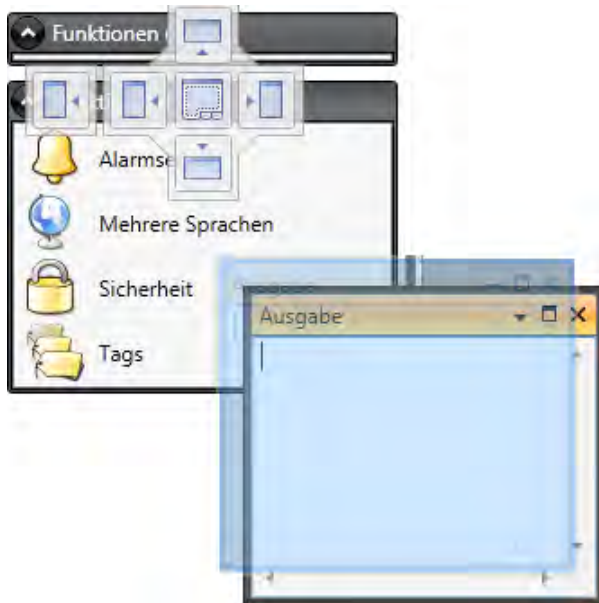 Funktionen
Alarmse
Mehrere Sprachen
Sicherheit
Ausgabe
Tags